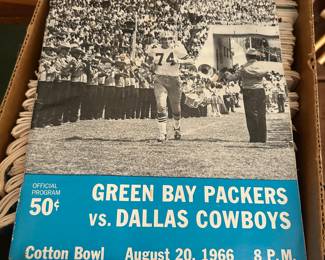 74
OFFICIAL
PROGRAM
50¢
GREEN BAY PACKERS
vs. DALLAS COWBOYS
Cotton Bowl August 20, 1966 8 P.M.